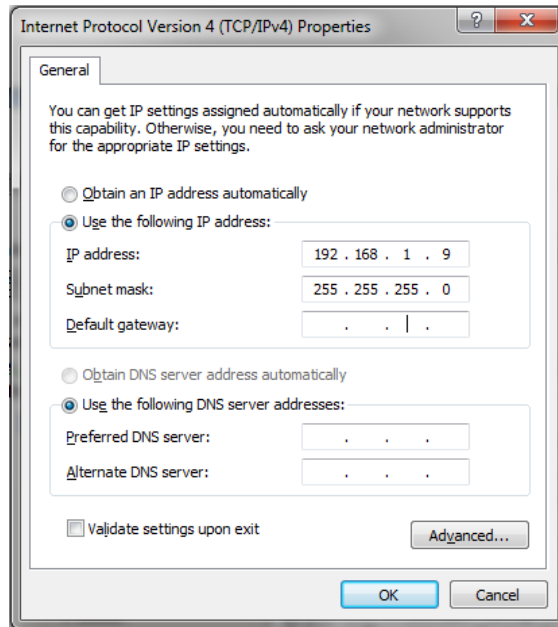 Internet Protocol Version 4 (TCP/IPv4) Properties
General
You can get IP settings assigned automatically if your network supports
this capability. Otherwise, you need to ask your network administrator
for the appropriate IP settings.
Obtain an IP address automatically
Use the following IP address:
IP address: 192 . 168 . 1 . 9
Subnet mask: 255 . 255 . 255 . 0
Default gateway: . . .
Obtain DNS server address automatically
Use the following DNS server addresses:
Preferred DNS server: . . .
Alternate DNS server: . . .
Validate settings upon exit
Advanced...
OK Cancel